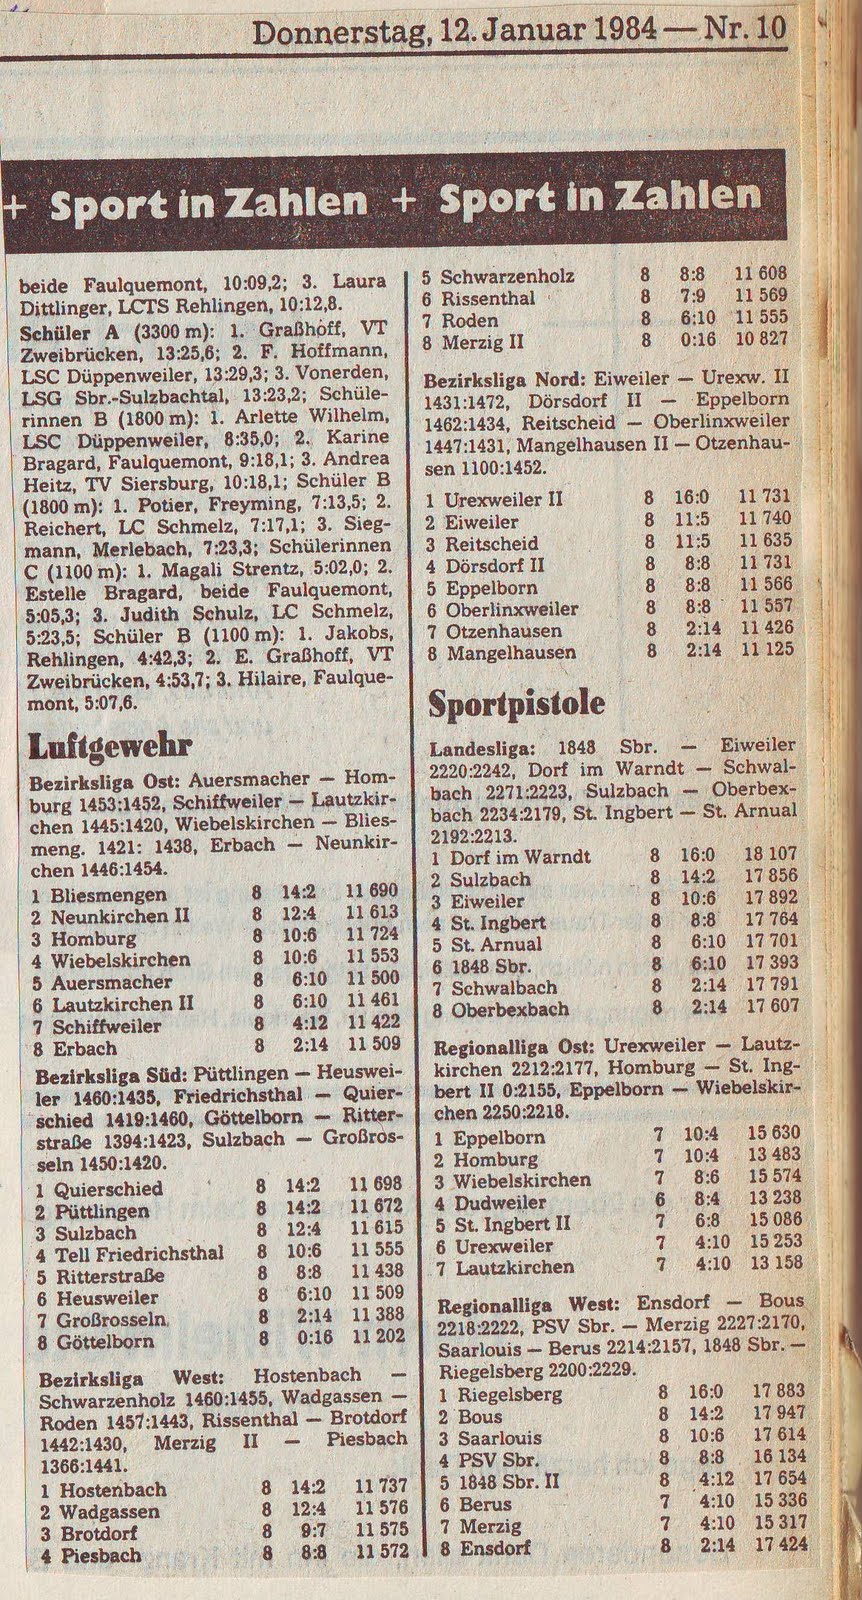 Donnerstag, 12. Januar 1984 — Nr. 10
+ Sport in Zahlen + Sport in Zahlen
beide Faulquemont, 10:09,2; 3. Laura
Dittlinger, LCTS Rehlingen, 10:12,8.
Schüler A (3300 m): 1. Graßhoff, VT
Zweibrücken, 13:25,6; 2. F. Hoffmann,
LSC Düppenweiler, 13:29,3; 3. Vonerden,
LSG Sbr.-Sulzbachtal, 13:23,2; Schüle-
rinnen B (1800 m): 1. Arlette Wilhelm,
LSC Düppenweiler, 8:35,0; 2. Karine
Bragard, Faulquemont, 9:18,1; 3. Andrea
Heitz, TV Siersburg, 10:18,1; Schüler B
(1800 m): 1. Potier, Freyming, 7:13,5; 2.
Reichert, LC Schmelz, 7:17,1; 3. Sieg-
mann, Merlebach, 7:23,3; Schülerinnen
C (1100 m): 1. Magali Strentz, 5:02,0; 2.
Estelle Bragard, beide Faulquemont,
5:05,3; 3. Judith Schulz, LC Schmelz,
5:23,5; Schüler B (1100 m): 1. Jakobs,
Rehlingen, 4:42,3; 2. E. Graßhoff, VT
Zweibrücken, 4:53,7; 3. Hilaire, Faulque-
mont, 5:07,6.
Luftgewehr
Bezirksliga Ost: Auersmacher — Hom-
burg 1453:1452, Schiffweiler — Lautzkir-
chen 1445:1420, Wiebelskirchen — Blies-
meng. 1421: 1438, Erbach — Neunkir-
chen 1446:1454.
1 Bliesmengen 8 14:2 11 690
2 Neunkirchen II 8 12:4 11 613
3 Homburg 8 10:6 11 724
4 Wiebelskirchen 8 10:6 11 553
5 Auersmacher 8 6:10 11 500
6 Lautzkirchen II 8 6:10 11 461
7 Schiffweiler 8 4:12 11 422
8 Erbach 8 2:14 11 509
Bezirksliga Süd: Püttlingen — Heuswei-
ler 1460:1435, Friedrichsthal — Quier-
schied 1419:1460, Göttelborn — Ritter-
straße 1394:1423, Sulzbach — Großros-
seln 1450:1420.
1 Quierschied 8 14:2 11 698
2 Püttlingen 8 14:2 11 672
3 Sulzbach 8 12:4 11 615
4 Tell Friedrichsthal 8 10:6 11 555
5 Ritterstraße 8 8:8 11 438
6 Heusweiler 8 6:10 11 509
7 Großrosseln 8 2:14 11 388
8 Göttelborn 8 0:16 11 202
Bezirksliga West: Hostenbach —
Schwarzenholz 1460:1455, Wadgassen —
Roden 1457:1443, Rissenthal — Brotdorf
1442:1430, Merzig II — Piesbach
1366:1441.
1 Hostenbach 8 14:2 11 737
2 Wadgassen 8 12:4 11 576
3 Brotdorf 8 9:7 11 575
4 Piesbach 8 8:8 11 572
5 Schwarzenholz 8 8:8 11 608
6 Rissenthal 8 7:9 11 569
7 Roden 8 6:10 11 555
8 Merzig II 8 0:16 10 827
Bezirksliga Nord: Eiweiler — Urexw. II
1431:1472, Dörsdorf II — Eppelborn
1462:1434, Reitscheid — Oberlinxweiler
1447:1431, Mangelhausen II — Otzenhau-
sen 1100:1452.
1 Urexweiler II 8 16:0 11 731
2 Eiweiler 8 11:5 11 740
3 Reitscheid 8 11:5 11 635
4 Dörsdorf II 8 8:8 11 731
5 Eppelborn 8 8:8 11 566
6 Oberlinxweiler 8 8:8 11 557
7 Otzenhausen 8 2:14 11 426
8 Mangelhausen 8 2:14 11 125
Sportpistole
Landesliga: 1848 Sbr. — Eiweiler
2220:2242, Dorf im Warndt — Schwal-
bach 2271:2223, Sulzbach — Oberbex-
bach 2234:2179, St. Ingbert — St. Arnual
2192:2213.
1 Dorf im Warndt 8 16:0 18 107
2 Sulzbach 8 14:2 17 856
3 Eiweiler 8 10:6 17 892
4 St. Ingbert 8 8:8 17 764
5 St. Arnual 8 6:10 17 701
6 1848 Sbr. 8 6:10 17 393
7 Schwalbach 8 2:14 17 791
8 Oberbexbach 8 2:14 17 607
Regionalliga Ost: Urexweiler — Lautz-
kirchen 2212:2177, Homburg — St. Ing-
bert II 0:2155, Eppelborn — Wiebelskir-
chen 2250:2218.
1 Eppelborn 7 10:4 15 630
2 Homburg 7 10:4 13 483
3 Wiebelskirchen 7 8:6 15 574
4 Dudweiler 6 8:4 13 238
5 St. Ingbert II 7 6:8 15 086
6 Urexweiler 7 4:10 15 253
7 Lautzkirchen 7 4:10 13 158
Regionalliga West: Ensdorf — Bous
2218:2222, PSV Sbr. — Merzig 2227:2170,
Saarlouis — Berus 2214:2157, 1848 Sbr. —
Riegelsberg 2200:2229.
1 Riegelsberg 8 16:0 17 883
2 Bous 8 14:2 17 947
3 Saarlouis 8 10:6 17 614
4 PSV Sbr. 8 8:8 16 134
5 1848 Sbr. II 8 4:12 17 654
6 Berus 7 4:10 15 336
7 Merzig 7 4:10 15 317
8 Ensdorf 8 2:14 17 424